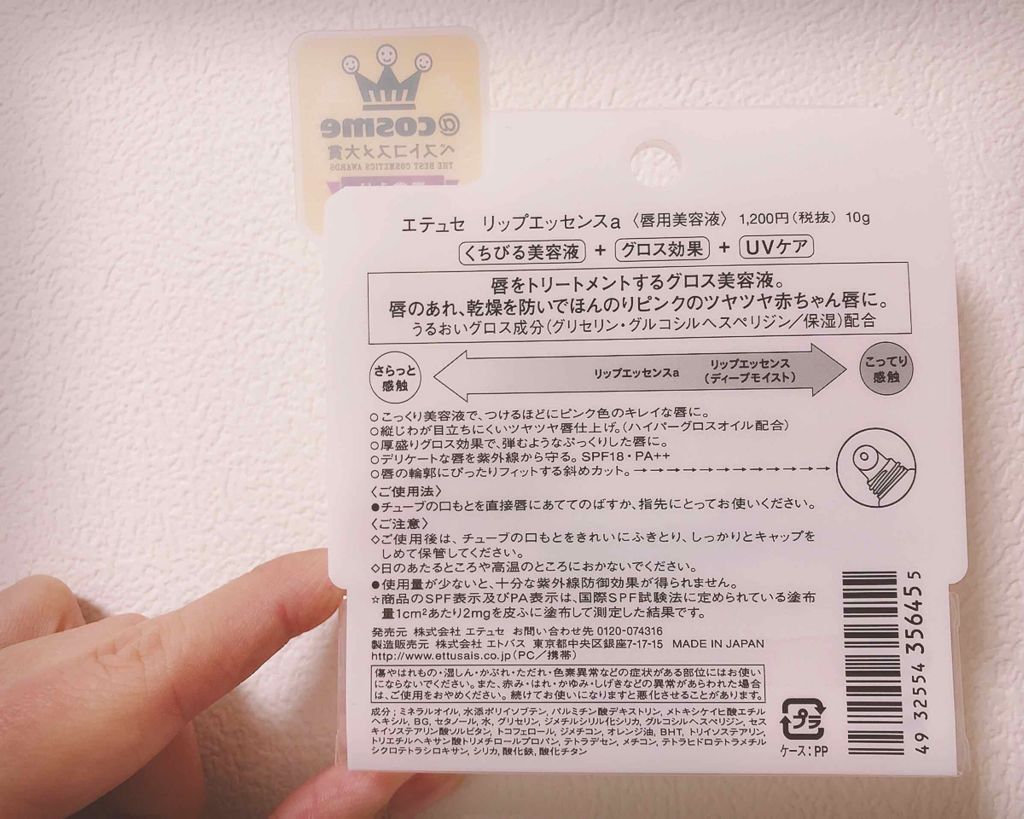 @cosme
ベストコスメ大賞
THE BEST COSMETICS AWARDS
エテュセ リップエッセンスa 〈唇用美容液〉 1,200円(税抜) 10g
くちびる美容液 + グロス効果 + UVケア
唇をトリートメントするグロス美容液。
唇のあれ、乾燥を防いでほんのりピンクのツヤツヤ赤ちゃん唇に。
うるおいグロス成分(グリセリン・グルコシルヘスペリジン/保湿)配合
さらっと
感触
リップエッセンスa
リップエッセンス
(ディープモイスト)
こってり
感触
○こっくり美容液で、つけるほどにピンク色のキレイな唇に。
○縦じわが目立ちにくいツヤツヤ唇仕上げ。(ハイパーグロスオイル配合)
○厚盛りグロス効果で、弾むようなぷっくりした唇に。
○デリケートな唇を紫外線から守る。SPF18・PA++
○唇の輪郭にぴったりフィットする斜めカット。
〈ご使用法〉
●チューブの口もとを直接唇にあててのばすか、指先にとってお使いください。
〈ご注意〉
◇ご使用後は、チューブの口もとをきれいにふきとり、しっかりとキャップを
しめて保管してください。
◇日のあたるところや高温のところにおかないでください。
●使用量が少ないと、十分な紫外線防御効果が得られません。
☆商品のSPF表示及びPA表示は、国際SPF試験法に定められている塗布
量1cm²あたり2mgを皮ふに塗布して測定した結果です。
発売元 株式会社 エテュセ お問い合わせ先 0120-074316
製造販売元 株式会社 エトバス 東京都中央区銀座7-17-15 MADE IN JAPAN
http://www.ettusais.co.jp(PC/携帯)
傷やはれもの・湿しん・かぶれ・ただれ・色素異常などの症状がある部位にはお使い
にならないでください。また、赤み・はれ・かゆみ・しげきなどの異常があらわれた場合
は、ご使用をおやめください。続けてお使いになりますと悪化させることがあります。
成分;ミネラルオイル, 水添ポリイソブテン, パルミチン酸デキストリン, メトキシケイヒ酸エチル
ヘキシル, BG, セタノール, 水, グリセリン, ジメチルシリル化シリカ, グルコシルヘスペリジン, セス
キイソステアリン酸ソルビタン, トコフェロール, ジメチコン, オレンジ油, BHT, トリイソステアリン,
トリエチルヘキサン酸トリメチロールプロパン, テトラデセン, メチコン, テトラヒドロテトラメチル
シクロテトラシロキサン, シリカ, 酸化鉄, 酸化チタン
プラ
ケース:PP
49 32554 356455